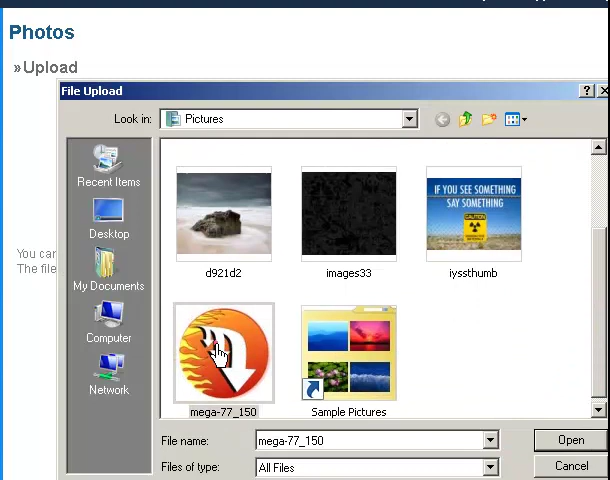 Photos
»Upload
File Upload
Look in: Pictures
Recent Items
Desktop
My Documents
Computer
Network
You can
The file
d921d2
images33
IF YOU SEE SOMETHING
SAY SOMETHING
CAUTION
iyssthumb
mega-77_150
Sample Pictures
File name: mega-77_150 Open
Files of type: All Files Cancel